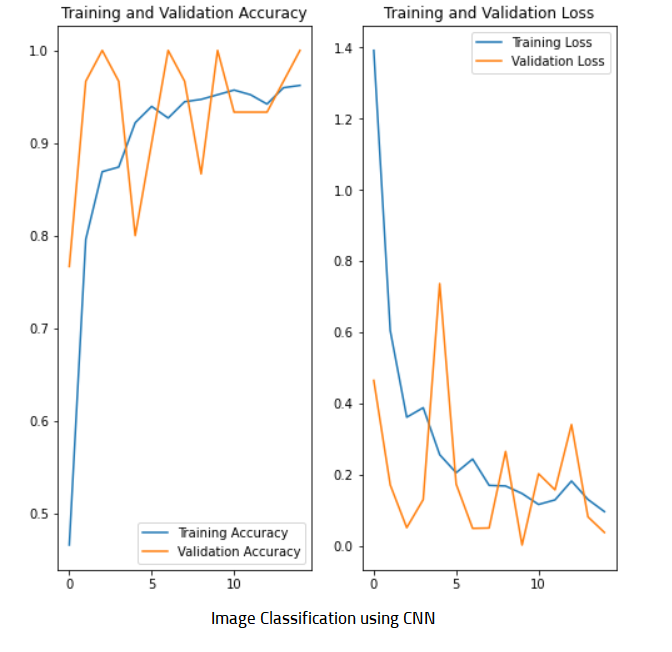 Training and Validation Accuracy
1.0
0.9
0.8
0.7
0.6
0.5
0
5
10
Training Accuracy
Validation Accuracy
Training and Validation Loss
1.4
1.2
1.0
0.8
0.6
0.4
0.2
0.0
0
5
10
Training Loss
Validation Loss
Image Classification using CNN